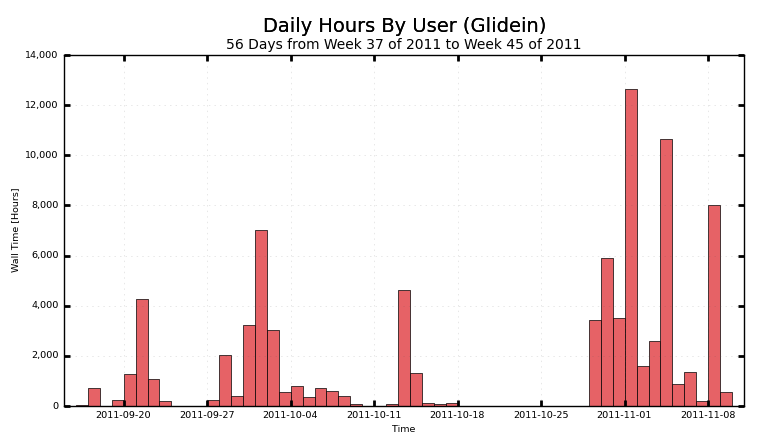 Daily Hours By User (Glidein)
56 Days from Week 37 of 2011 to Week 45 of 2011
14,000
12,000
10,000
8,000
6,000
4,000
2,000
0
Wall Time [Hours]
2011-09-20 2011-09-27 2011-10-04 2011-10-11 2011-10-18 2011-10-25 2011-11-01 2011-11-08
Time